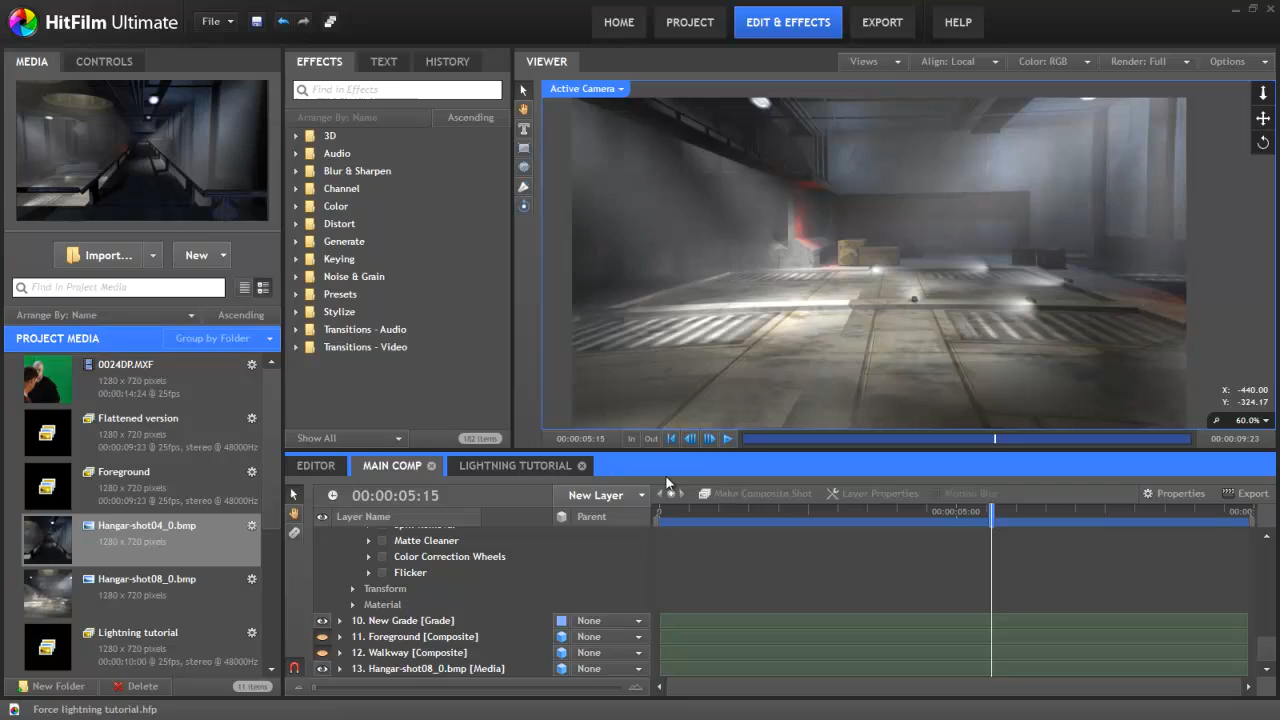 HitFilm Ultimate
File
HOME
PROJECT
EDIT & EFFECTS
EXPORT
HELP
MEDIA
CONTROLS
EFFECTS
TEXT
HISTORY
VIEWER
Views
Align: Local
Color: RGB
Render: Full
Options
Find in Effects
Active Camera
Arrange By: Name
Ascending
3D
Audio
Blur & Sharpen
Channel
Color
Distort
Generate
Keying
Noise & Grain
Presets
Stylize
Transitions - Audio
Transitions - Video
Show All
182 items
Import...
New
Find in Project Media
Arrange By: Name
Ascending
PROJECT MEDIA
Group by Folder
0024DP.MXF
1280 x 720 pixels
00:00:14:24 @ 25fps
Flattened version
1280 x 720 pixels
00:00:09:23 @ 25fps, stereo @ 48000Hz
Foreground
1280 x 720 pixels
00:00:09:23 @ 25fps, stereo @ 48000Hz
Hangar-shot04_0.bmp
1280 x 720 pixels
Hangar-shot08_0.bmp
1280 x 720 pixels
Lightning tutorial
1280 x 720 pixels
00:00:10:00 @ 25fps, stereo @ 48000Hz
New Folder
Delete
11 items
X: -440.00
Y: -324.17
60.0%
00:00:05:15
In
Out
00:00:09:23
EDITOR
MAIN COMP
LIGHTNING TUTORIAL
00:00:05:15
New Layer
Make Composite Shot
Layer Properties
Motion Blur
Properties
Export
Layer Name
Parent
0
00:00:05:00
00:00
Spill Removal
Matte Cleaner
Color Correction Wheels
Flicker
Transform
Material
10. New Grade [Grade]
None
11. Foreground [Composite]
None
12. Walkway [Composite]
None
13. Hangar-shot08_0.bmp [Media]
None
Force lightning tutorial.hfp